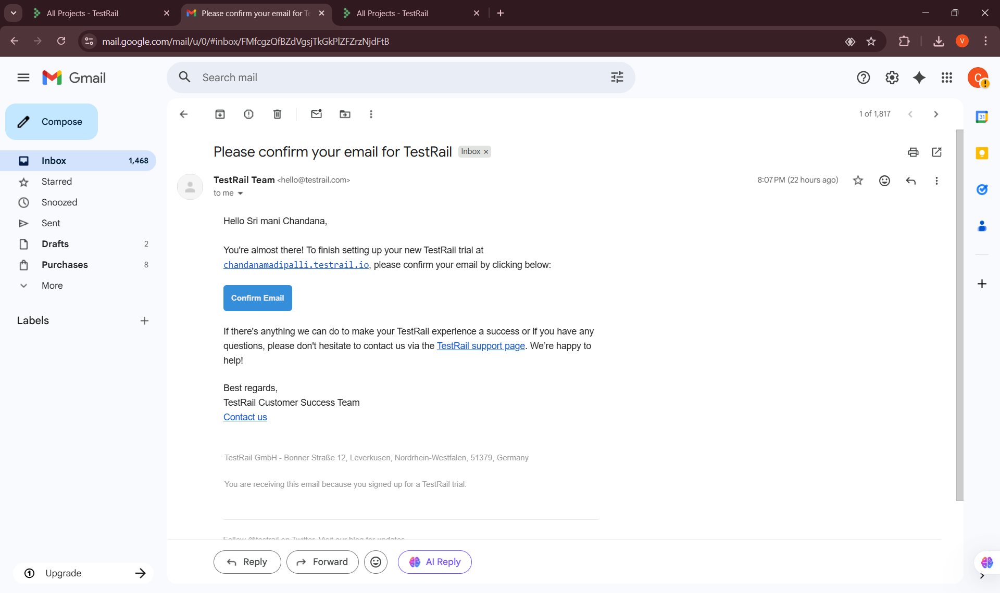 All Projects - TestRail
Please confirm your email for Te
All Projects - TestRail
mail.google.com/mail/u/0/#inbox/FMfcgzQfBZdVgsjTkGkPlZFZrzNjdFtB
V
Gmail
Search mail
C
!
Compose
1 of 1,817
31
Please confirm your email for TestRail
Inbox ×
Inbox
1,468
Starred
Snoozed
Sent
Drafts
2
Purchases
8
More
Labels
TestRail Team <hello@testrail.com>
8:07 PM (22 hours ago)
to me
Hello Sri mani Chandana,
You're almost there! To finish setting up your new TestRail trial at
chandanamadipalli.testrail.io, please confirm your email by clicking below:
Confirm Email
If there's anything we can do to make your TestRail experience a success or if you have any
questions, please don't hesitate to contact us via the TestRail support page. We're happy to
help!
Best regards,
TestRail Customer Success Team
Contact us
TestRail GmbH - Bonner Straße 12, Leverkusen, Nordrhein-Westfalen, 51379, Germany
You are receiving this email because you signed up for a TestRail trial.
Follow @testrail on Twitter. Visit our blog for updates
Reply
Forward
AI Reply
Upgrade